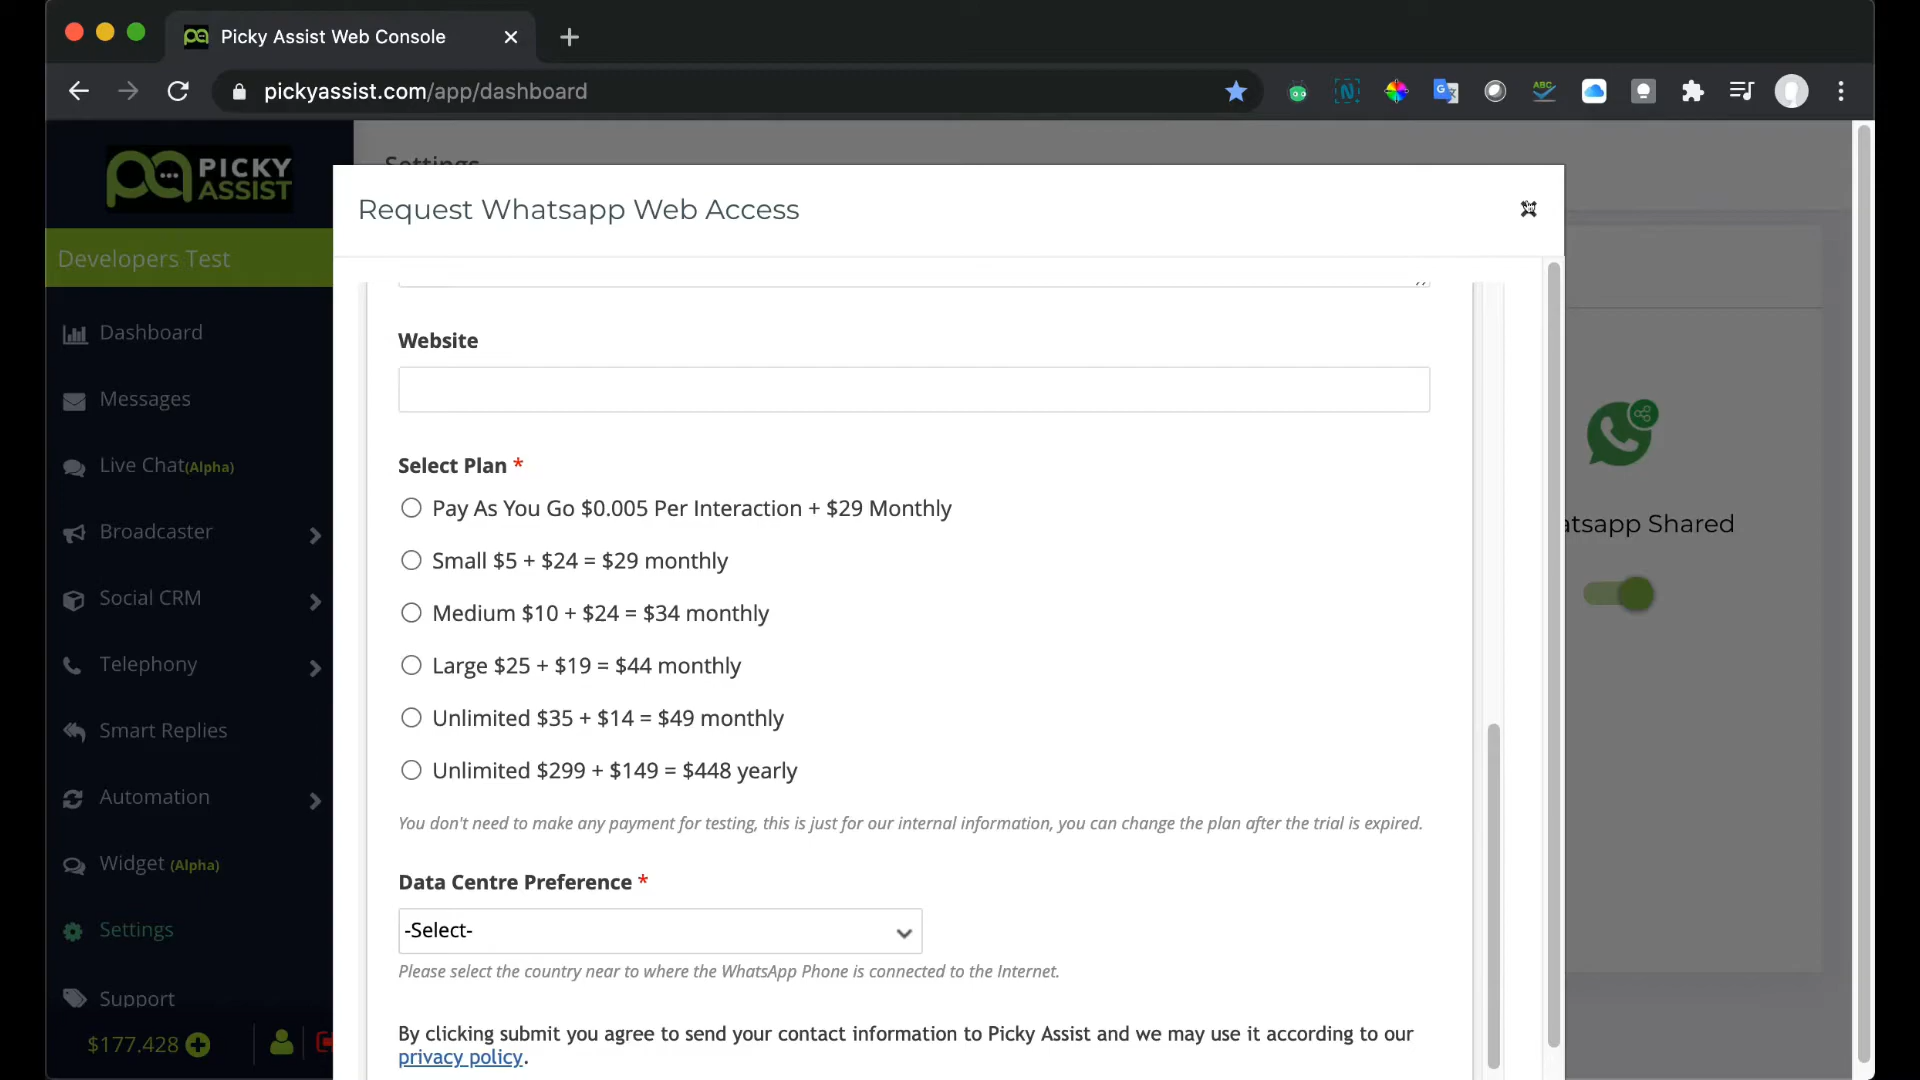 Picky Assist Web Console
pickyassist.com/app/dashboard
ABC
PICKY
ASSIST
Settings
Request Whatsapp Web Access
Developers Test
Dashboard
Messages
Live Chat(Alpha)
Broadcaster
Social CRM
Telephony
Smart Replies
Automation
Widget (Alpha)
Settings
Support
$177.428
Website
Select Plan *
Pay As You Go $0.005 Per Interaction + $29 Monthly
Small $5 + $24 = $29 monthly
Medium $10 + $24 = $34 monthly
Large $25 + $19 = $44 monthly
Unlimited $35 + $14 = $49 monthly
Unlimited $299 + $149 = $448 yearly
You don't need to make any payment for testing, this is just for our internal information, you can change the plan after the trial is expired.
Data Centre Preference *
-Select-
Please select the country near to where the WhatsApp Phone is connected to the Internet.
By clicking submit you agree to send your contact information to Picky Assist and we may use it according to our
privacy policy.
atsapp Shared